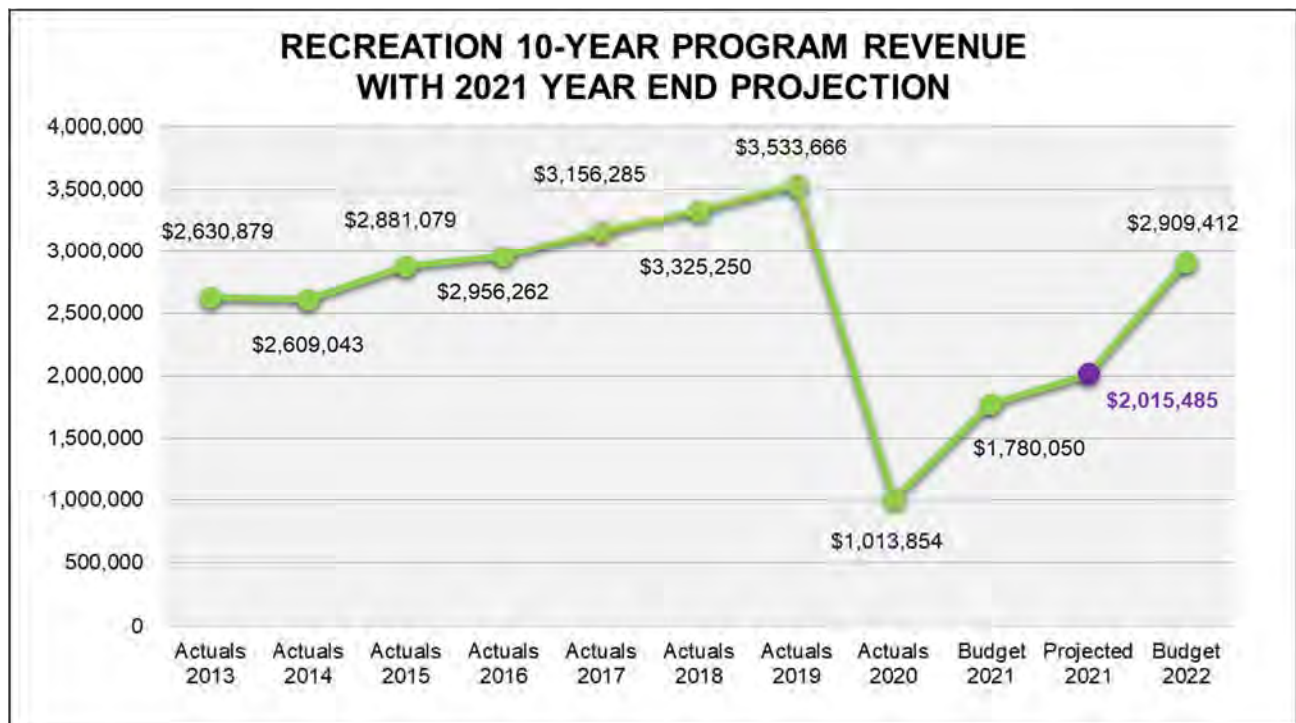 RECREATION 10-YEAR PROGRAM REVENUE
WITH 2021 YEAR END PROJECTION
4,000,000
3,500,000
3,000,000
2,500,000
2,000,000
1,500,000
1,000,000
500,000
0
$2,630,879
$2,609,043
$2,881,079
$2,956,262
$3,156,285
$3,325,250
$3,533,666
$1,013,854
$1,780,050
$2,015,485
$2,909,412
Actuals
2013
Actuals
2014
Actuals
2015
Actuals
2016
Actuals
2017
Actuals
2018
Actuals
2019
Actuals
2020
Budget
2021
Projected
2021
Budget
2022